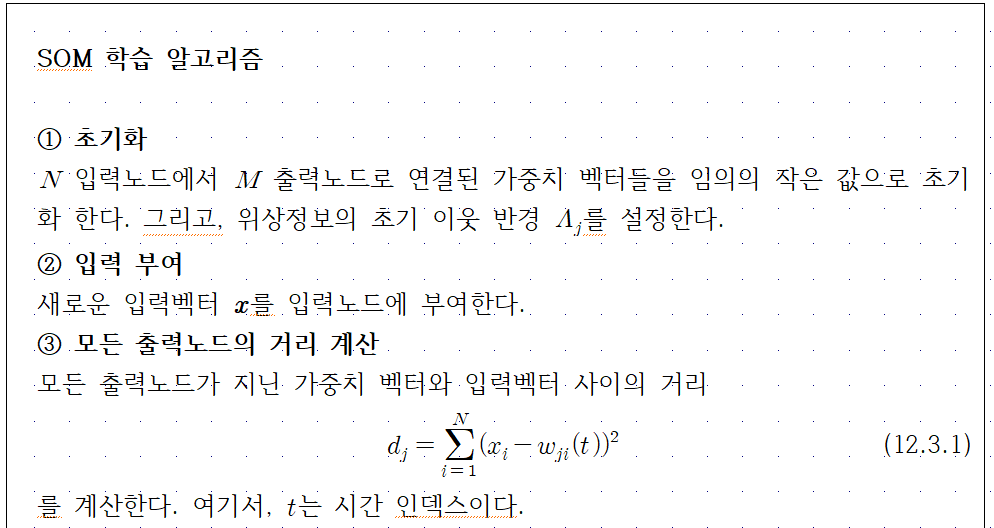 SOM 학습 알고리즘
① 초기화
N 입력노드에서 M 출력노드로 연결된 가중치 벡터들을 임의의 작은 값으로 초기
화 한다. 그리고, 위상정보의 초기 이웃 반경 Λ_j를 설정한다.
② 입력 부여
새로운 입력벡터 x를 입력노드에 부여한다.
③ 모든 출력노드의 거리 계산
모든 출력노드가 지닌 가중치 벡터와 입력벡터 사이의 거리
d_j = \sum_{i=1}^{N} (x_i - w_{ji}(t))^2 (12.3.1)
를 계산한다. 여기서, t는 시간 인덱스이다.